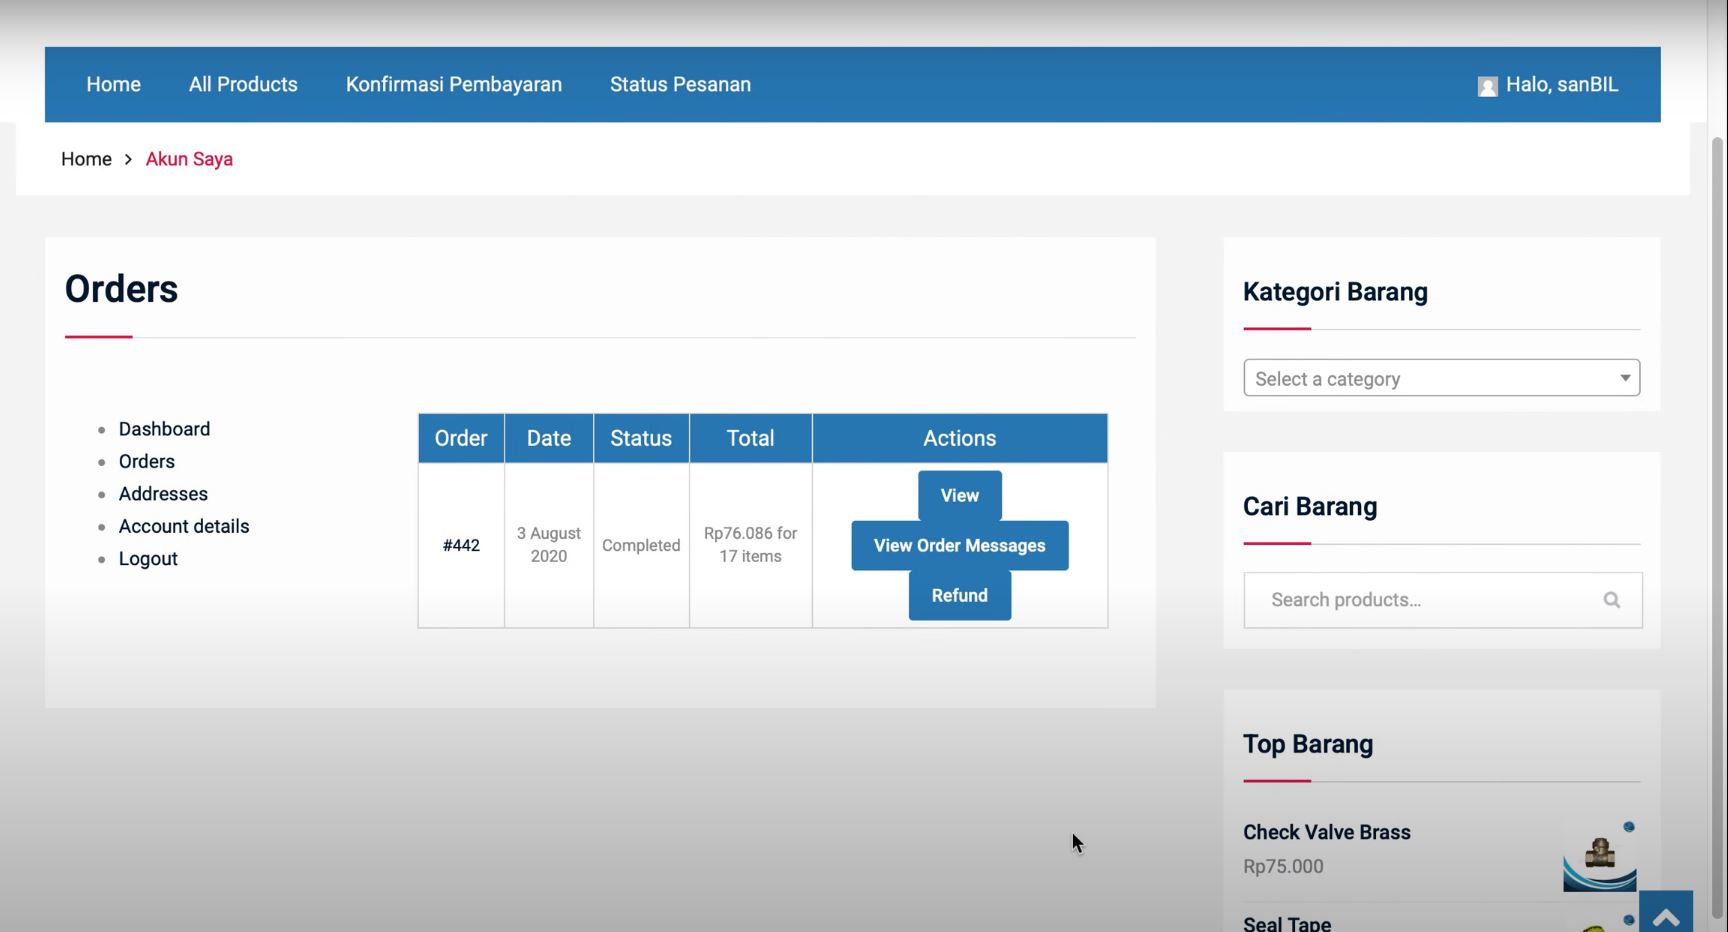 Home All Products Konfirmasi Pembayaran Status Pesanan Halo, sanBIL
Home > Akun Saya
Orders
Dashboard
Orders
Addresses
Account details
Logout
Order Date Status Total Actions
#442
3 August
2020
Completed
Rp76.086 for
17 items
View
View Order Messages
Refund
Kategori Barang
Select a category
Cari Barang
Search products...
Top Barang
Check Valve Brass
Rp75.000
Seal Tape